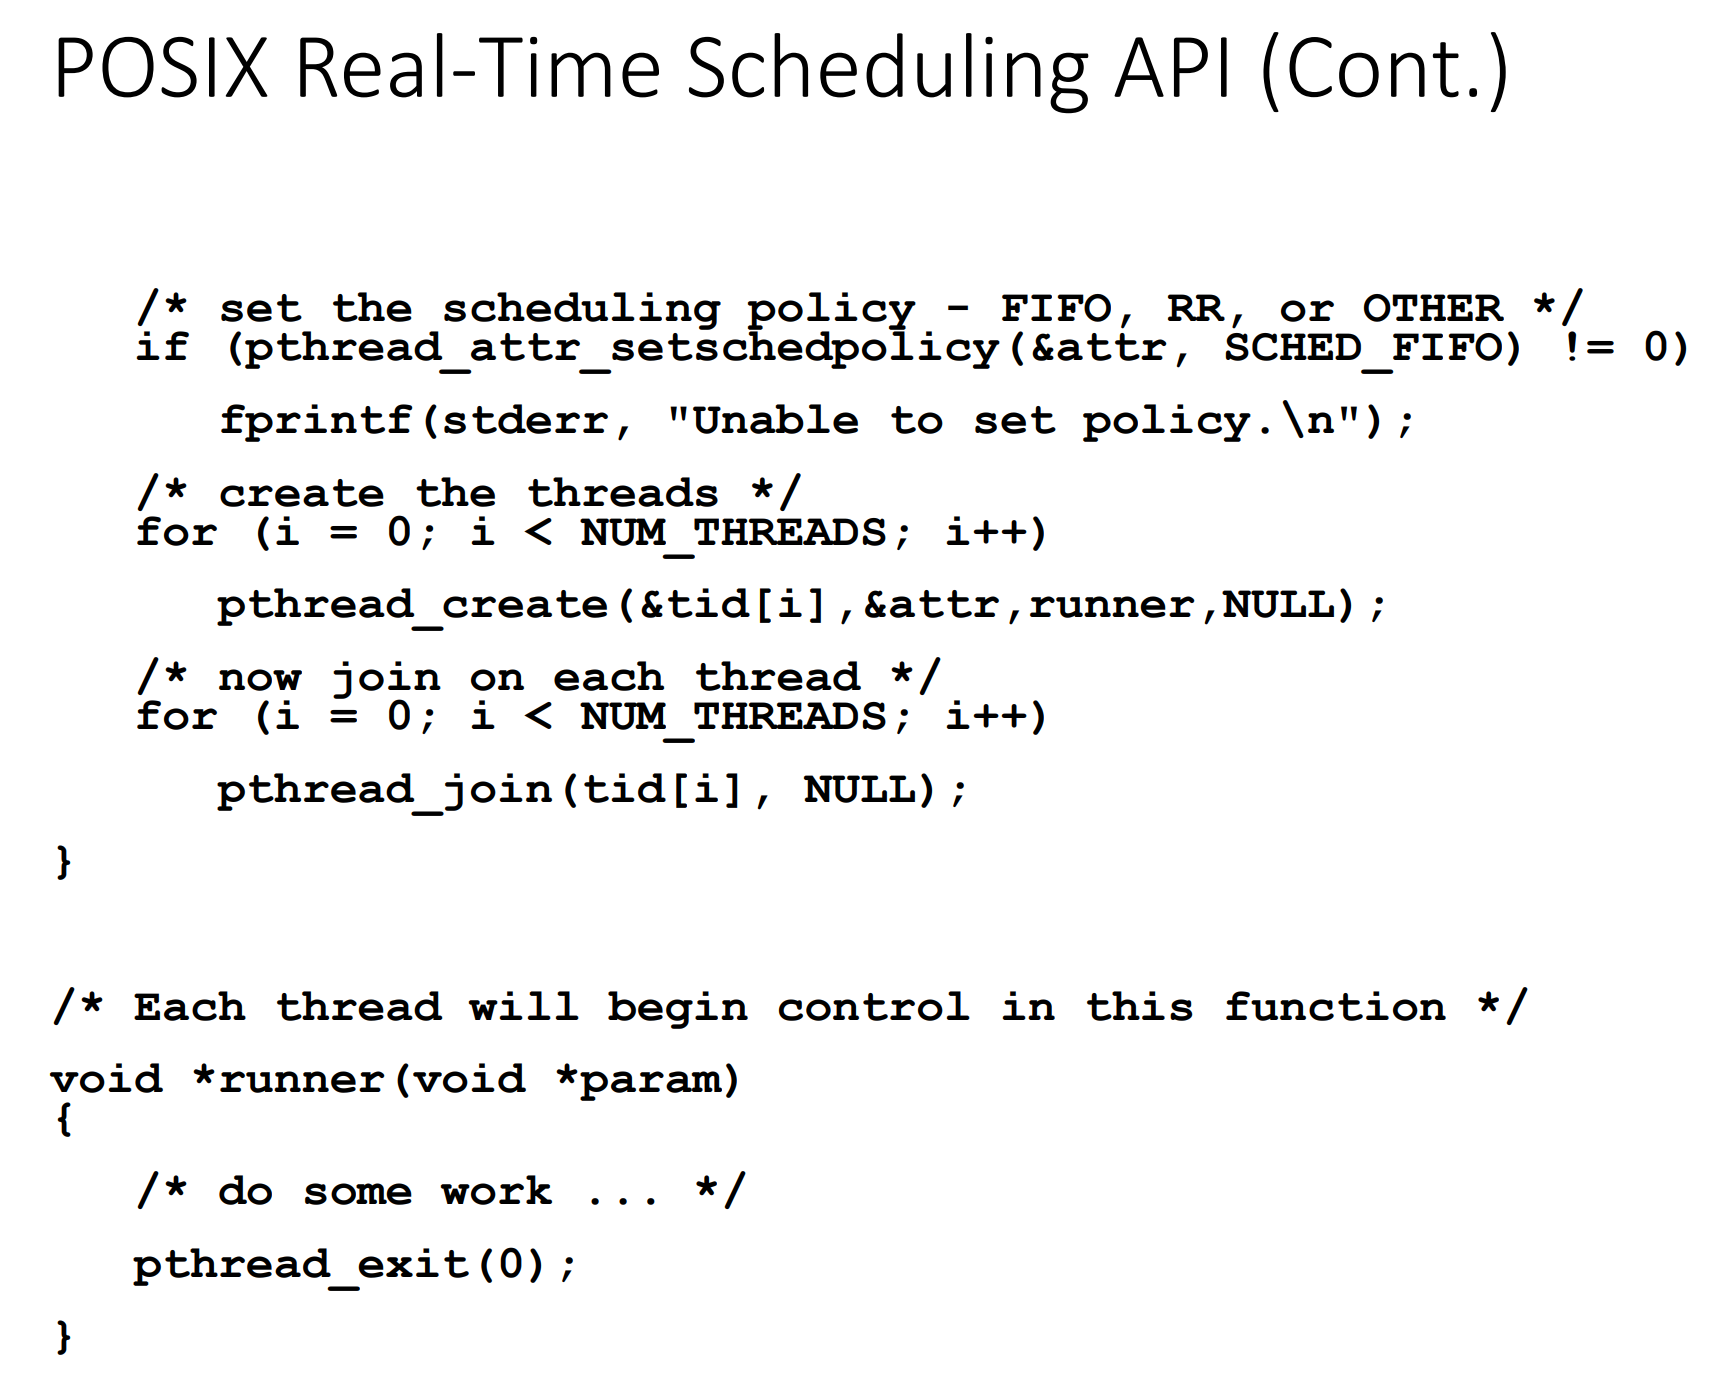 POSIX Real-Time Scheduling API (Cont.)
/* set the scheduling policy - FIFO, RR, or OTHER */
if (pthread_attr_setschedpolicy(&attr, SCHED_FIFO) != 0)
fprintf(stderr, "Unable to set policy.\n");
/* create the threads */
for (i = 0; i < NUM_THREADS; i++)
pthread_create(&tid[i],&attr,runner,NULL);
/* now join on each thread */
for (i = 0; i < NUM_THREADS; i++)
pthread_join(tid[i], NULL);
}
/* Each thread will begin control in this function */
void *runner(void *param)
{
/* do some work ... */
pthread_exit(0);
}